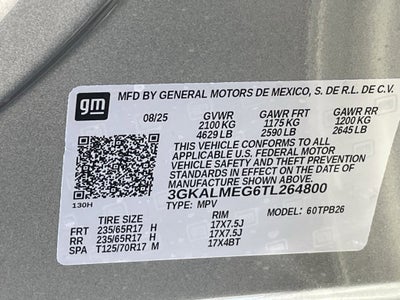 gm MFD BY GENERAL MOTORS DE MEXICO, S. DE R.L. DE C.V.
08/25 GVWR GAWR FRT GAWR RR
2100 KG 1175 KG 1200 KG
4629 LB 2590 LB 2645 LB
THIS VEHICLE CONFORMS TO ALL
APPLICABLE U.S. FEDERAL MOTOR
VEHICLE SAFETY AND THEFT PREVENTION
STANDARDS IN EFFECT ON THE DATE OF
MANUFACTURE SHOWN ABOVE.
3GKALMEG6TL264800
130H TYPE: MPV MODEL: 60TPB26
TIRE SIZE RIM
FRT 235/65R17 H 17X7.5J
RR 235/65R17 H 17X7.5J
SPA T125/70R17 M 17X4BT